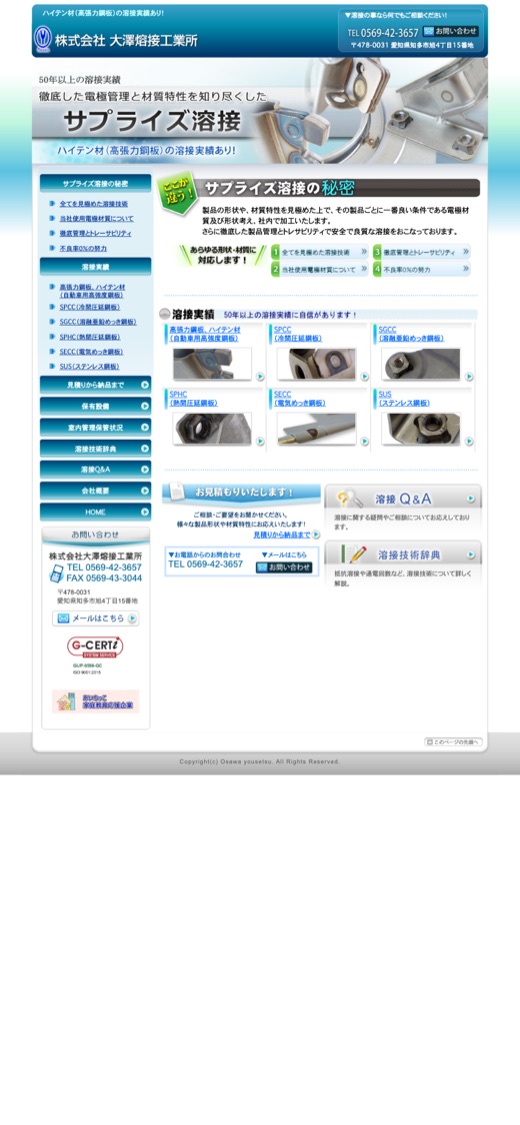 ハイテン材(高張力鋼板)の溶接実績あり!
▼溶接の事なら何でもご相談ください!
株式会社 大澤熔接工業所
TEL 0569-42-3657 お問い合わせ
〒478-0031 愛知県知多市旭4丁目15番地
50年以上の溶接実績
徹底した電極管理と材質特性を知り尽くした
サプライズ溶接
ハイテン材(高張力鋼板)の溶接実績あり!
サプライズ溶接の秘密
全てを見極めた溶接技術
当社使用電極材質について
徹底管理とトレーサビリティ
不良率0%の努力
溶接実績
高張力鋼板、ハイテン材
(自動車用高強度鋼板)
SPCC(冷間圧延鋼板)
SGCC(溶融亜鉛めっき鋼板)
SPHC(熱間圧延鋼板)
SECC(電気めっき鋼板)
SUS(ステンレス鋼板)
見積りから納品まで
保有設備
室内管理保管状況
溶接技術辞典
溶接Q&A
会社概要
HOME
お問い合わせ
株式会社大澤熔接工業所
TEL 0569-42-3657
FAX 0569-43-3044
〒478-0031
愛知県知多市旭4丁目15番地
メールはこちら
G-CERTi
SYSTEM SERVICE
ISO 9001:2015
家庭教育応援企業
ここが
違う!
サプライズ溶接の秘密
製品の形状や、材質特性を見極めた上で、その製品ごとに一番良い条件である電極材
質及び形状考え、社内で加工いたします。
さらに徹底した製品管理とトレサビリティで安全で良質な溶接をおこなっております。
あらゆる形状・材質に
対応します!
1 全てを見極めた溶接技術
3 徹底管理とトレーサビリティ
2 当社使用電極材質について
4 不良率0%の努力
溶接実績 50年以上の溶接実績に自信があります!
高張力鋼板、ハイテン材
(自動車用高強度鋼板)
SPCC
(冷間圧延鋼板)
SGCC
(溶融亜鉛めっき鋼板)
SPHC
(熱間圧延鋼板)
SECC
(電気めっき鋼板)
SUS
(ステンレス鋼板)
お見積もりいたします!
ご相談・ご要望をお聞かせください。
様々な製品形状や材質特性にお応えいたします!
見積りから納品まで
▼お電話からのお問合わせ
TEL 0569-42-3657
▼メールはこちら
お問い合わせ
溶接 Q&A
溶接に関する疑問やご相談についてお応えしており
ます。
溶接技術辞典
抵抗溶接や通電回数など、溶接技術について詳しく
解説。
このページの先頭へ
Copyright(c) Osawa yousetsu. All Rights Reserved.